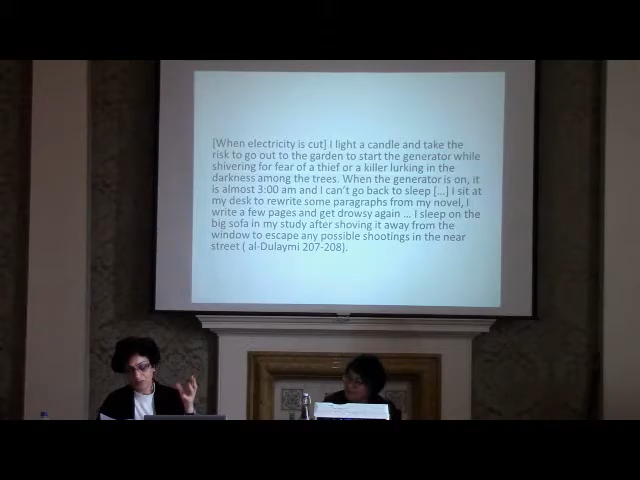 [When electricity is cut] I light a candle and take the
risk to go out to the garden to start the generator while
shivering for fear of a thief or a killer lurking in the
darkness among the trees. When the generator is on, it
is almost 3:00 am and I can't go back to sleep [...] I sit at
my desk to rewrite some paragraphs from my novel, I
write a few pages and get drowsy again ... I sleep on the
big sofa in my study after shoving it away from the
window to escape any possible shootings in the near
street ( al-Dulaymi 207-208).